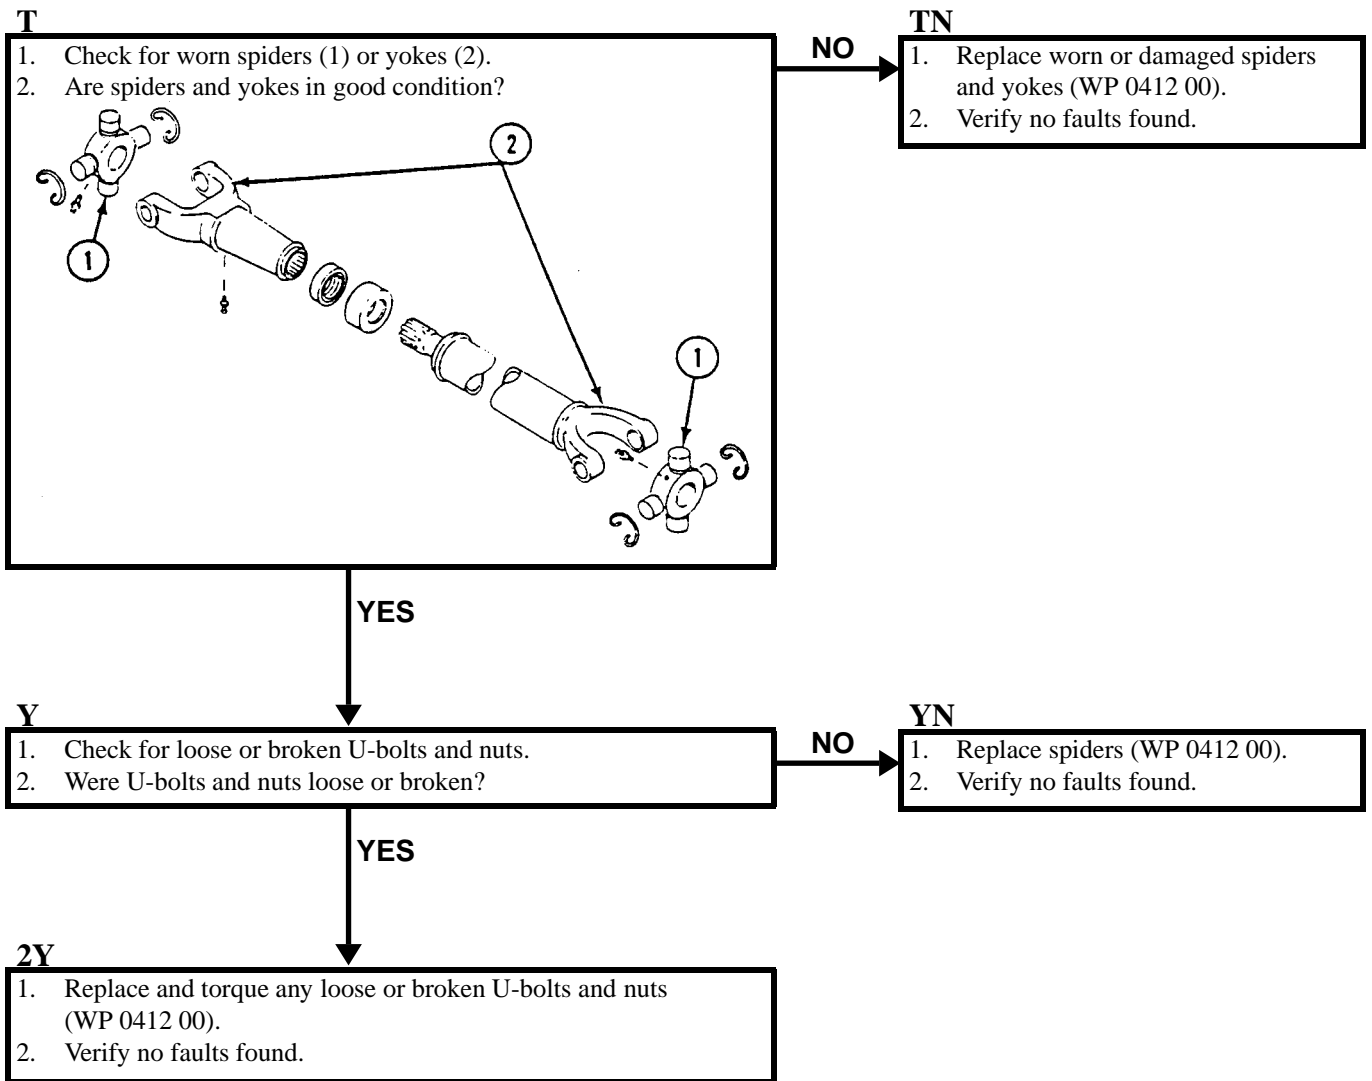 T
1. Check for worn spiders (1) or yokes (2).
2. Are spiders and yokes in good condition?
1
2
1
NO
TN
1. Replace worn or damaged spiders
and yokes (WP 0412 00).
2. Verify no faults found.
YES
Y
1. Check for loose or broken U-bolts and nuts.
2. Were U-bolts and nuts loose or broken?
NO
YN
1. Replace spiders (WP 0412 00).
2. Verify no faults found.
YES
2Y
1. Replace and torque any loose or broken U-bolts and nuts
(WP 0412 00).
2. Verify no faults found.